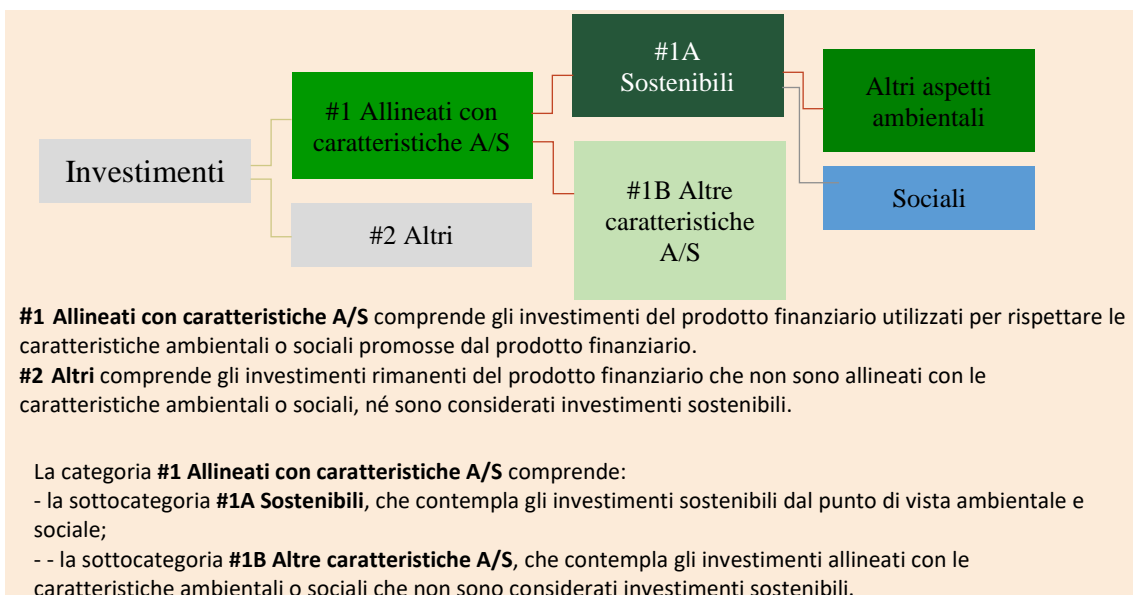 #1A
Sostenibili
Altri aspetti
ambientali
#1 Allineati con
caratteristiche A/S
Investimenti
#1B Altre
caratteristiche
A/S
Sociali
#2 Altri
#1 Allineati con caratteristiche A/S comprende gli investimenti del prodotto finanziario utilizzati per rispettare le
caratteristiche ambientali o sociali promosse dal prodotto finanziario.
#2 Altri comprende gli investimenti rimanenti del prodotto finanziario che non sono allineati con le
caratteristiche ambientali o sociali, né sono considerati investimenti sostenibili.
La categoria #1 Allineati con caratteristiche A/S comprende:
- la sottocategoria #1A Sostenibili, che contempla gli investimenti sostenibili dal punto di vista ambientale e
sociale;
- - la sottocategoria #1B Altre caratteristiche A/S, che contempla gli investimenti allineati con le
caratteristiche ambientali o sociali che non sono considerati investimenti sostenibili.